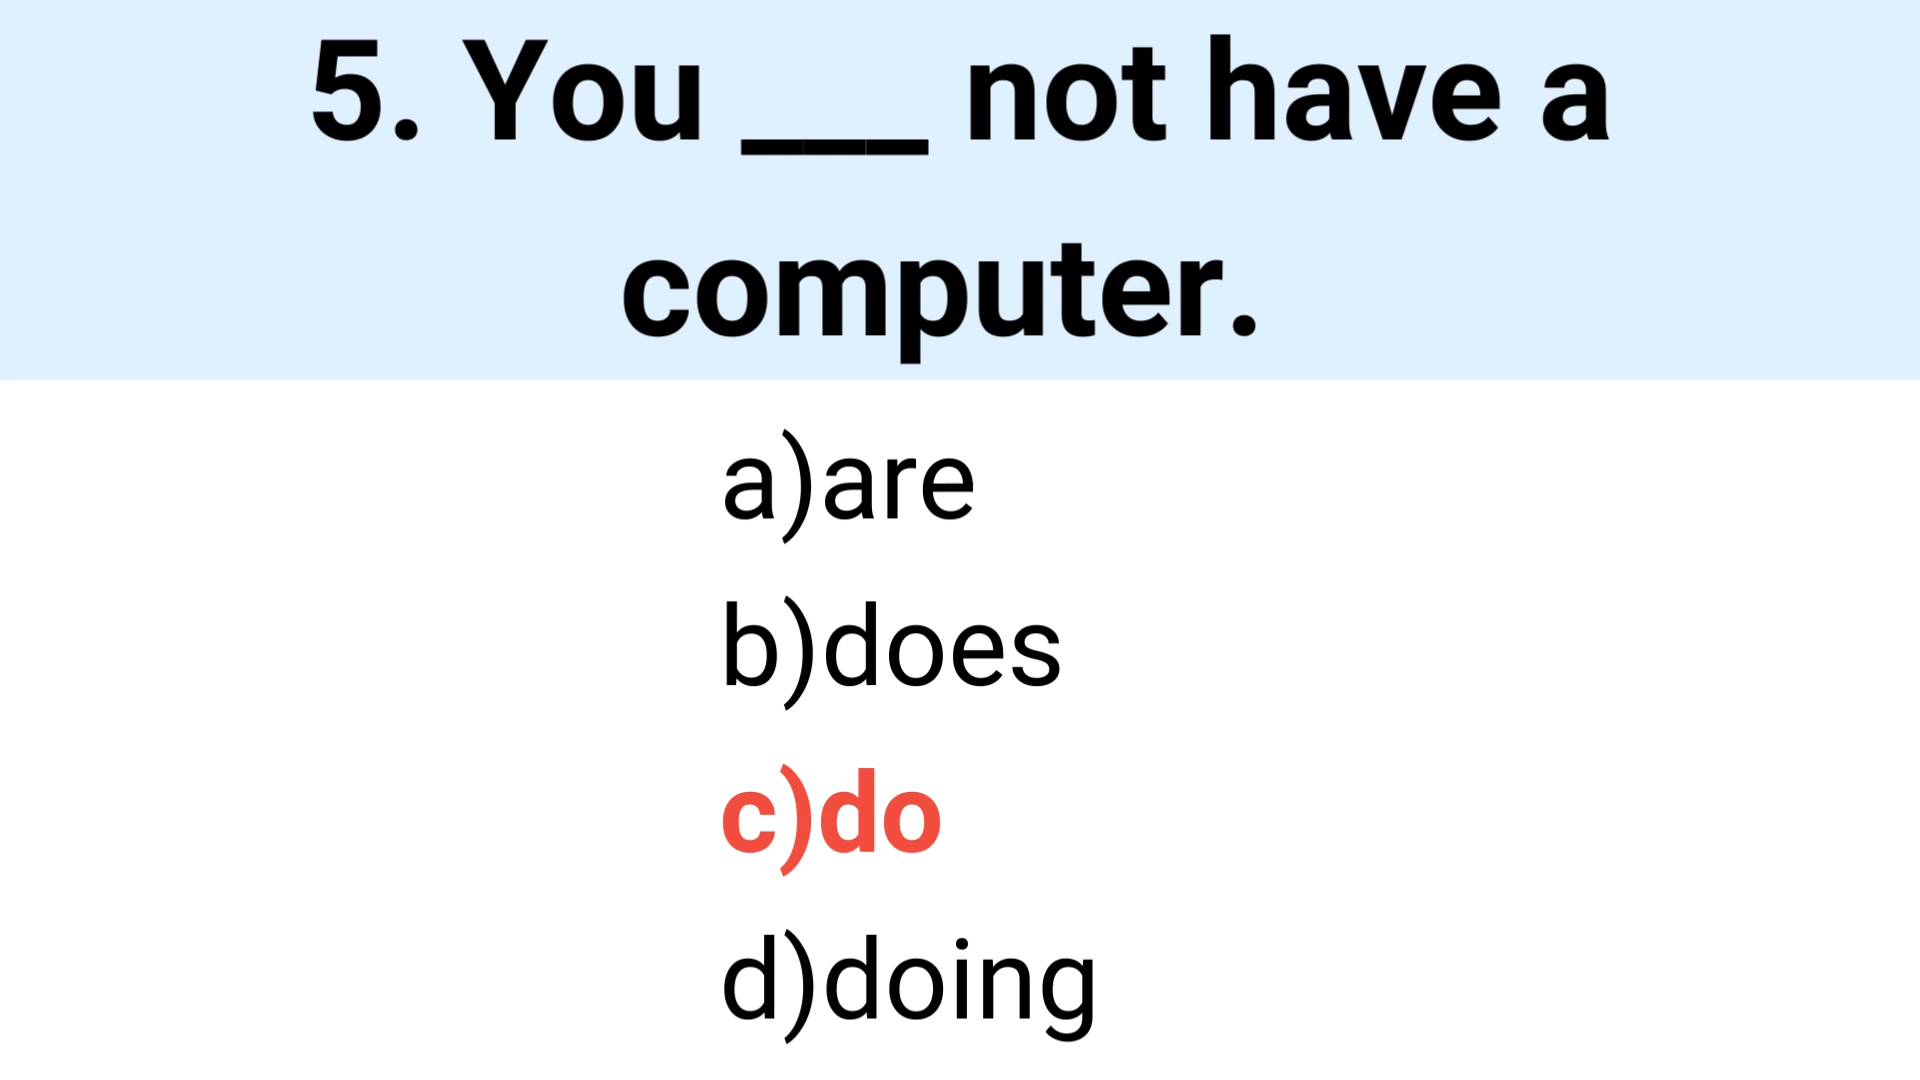 5. You ___ not have a
computer.
a)are
b)does
c)do
d)doing